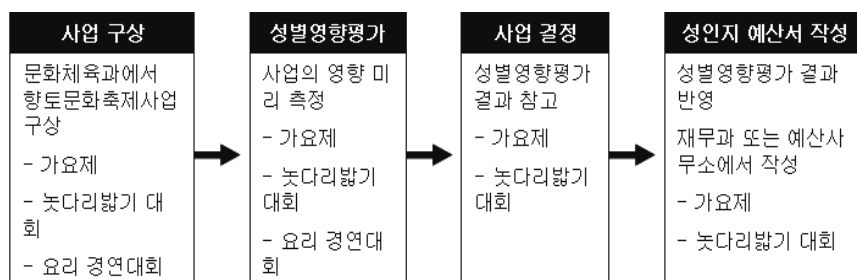 사업 구상
문화체육과에서
향토문화축제사업
구상
- 가요제
- 놋다리밟기 대
회
- 요리 경연대회
성별영향평가
사업의 영향 미
리 측정
- 가요제
- 놋다리밟기
대회
- 요리 경연대
회
사업 결정
성별영향평가
결과 참고
- 가요제
- 놋다리밟기
대회
성인지 예산서 작성
성별영향평가 결과
반영
재무과 또는 예산사
무소에서 작성
- 가요제
- 놋다리밟기 대회